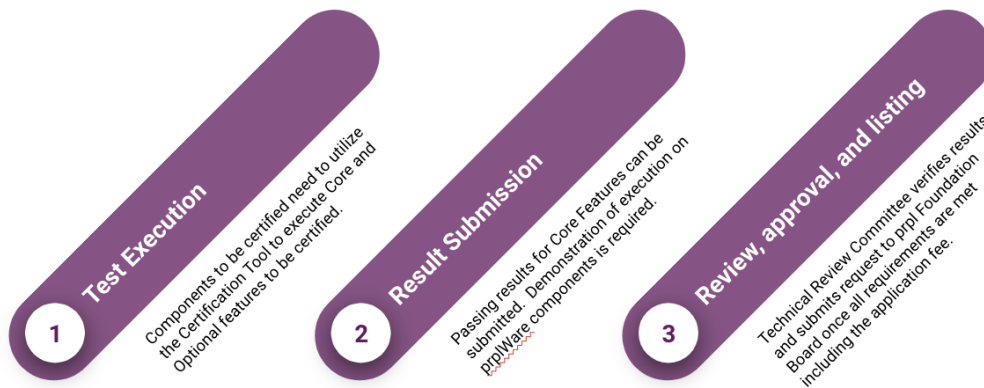 1
Test Execution
Components to be certified need to utilize
the Certification Tool to execute Core and
Optional features to be certified.
2
Result Submission
Passing results for Core Features can be
submitted.  Demonstration of execution on
prplWare components is required.
3
Review, approval, and listing
Technical Review Committee verifies results
and submits request to prpl Foundation
Board once all requirements are met
including the application fee.